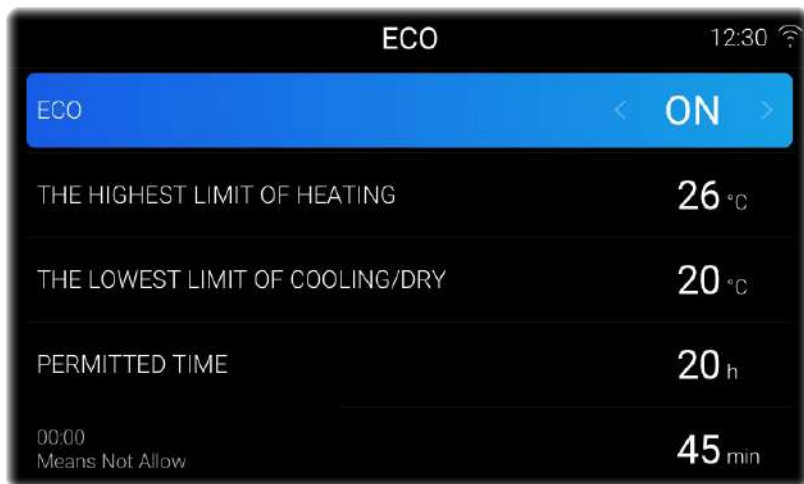 ECO 12:30
ECO < ON >
THE HIGHEST LIMIT OF HEATING 26 °C
THE LOWEST LIMIT OF COOLING/DRY 20 °C
PERMITTED TIME 20 h
00:00
Means Not Allow 45 min